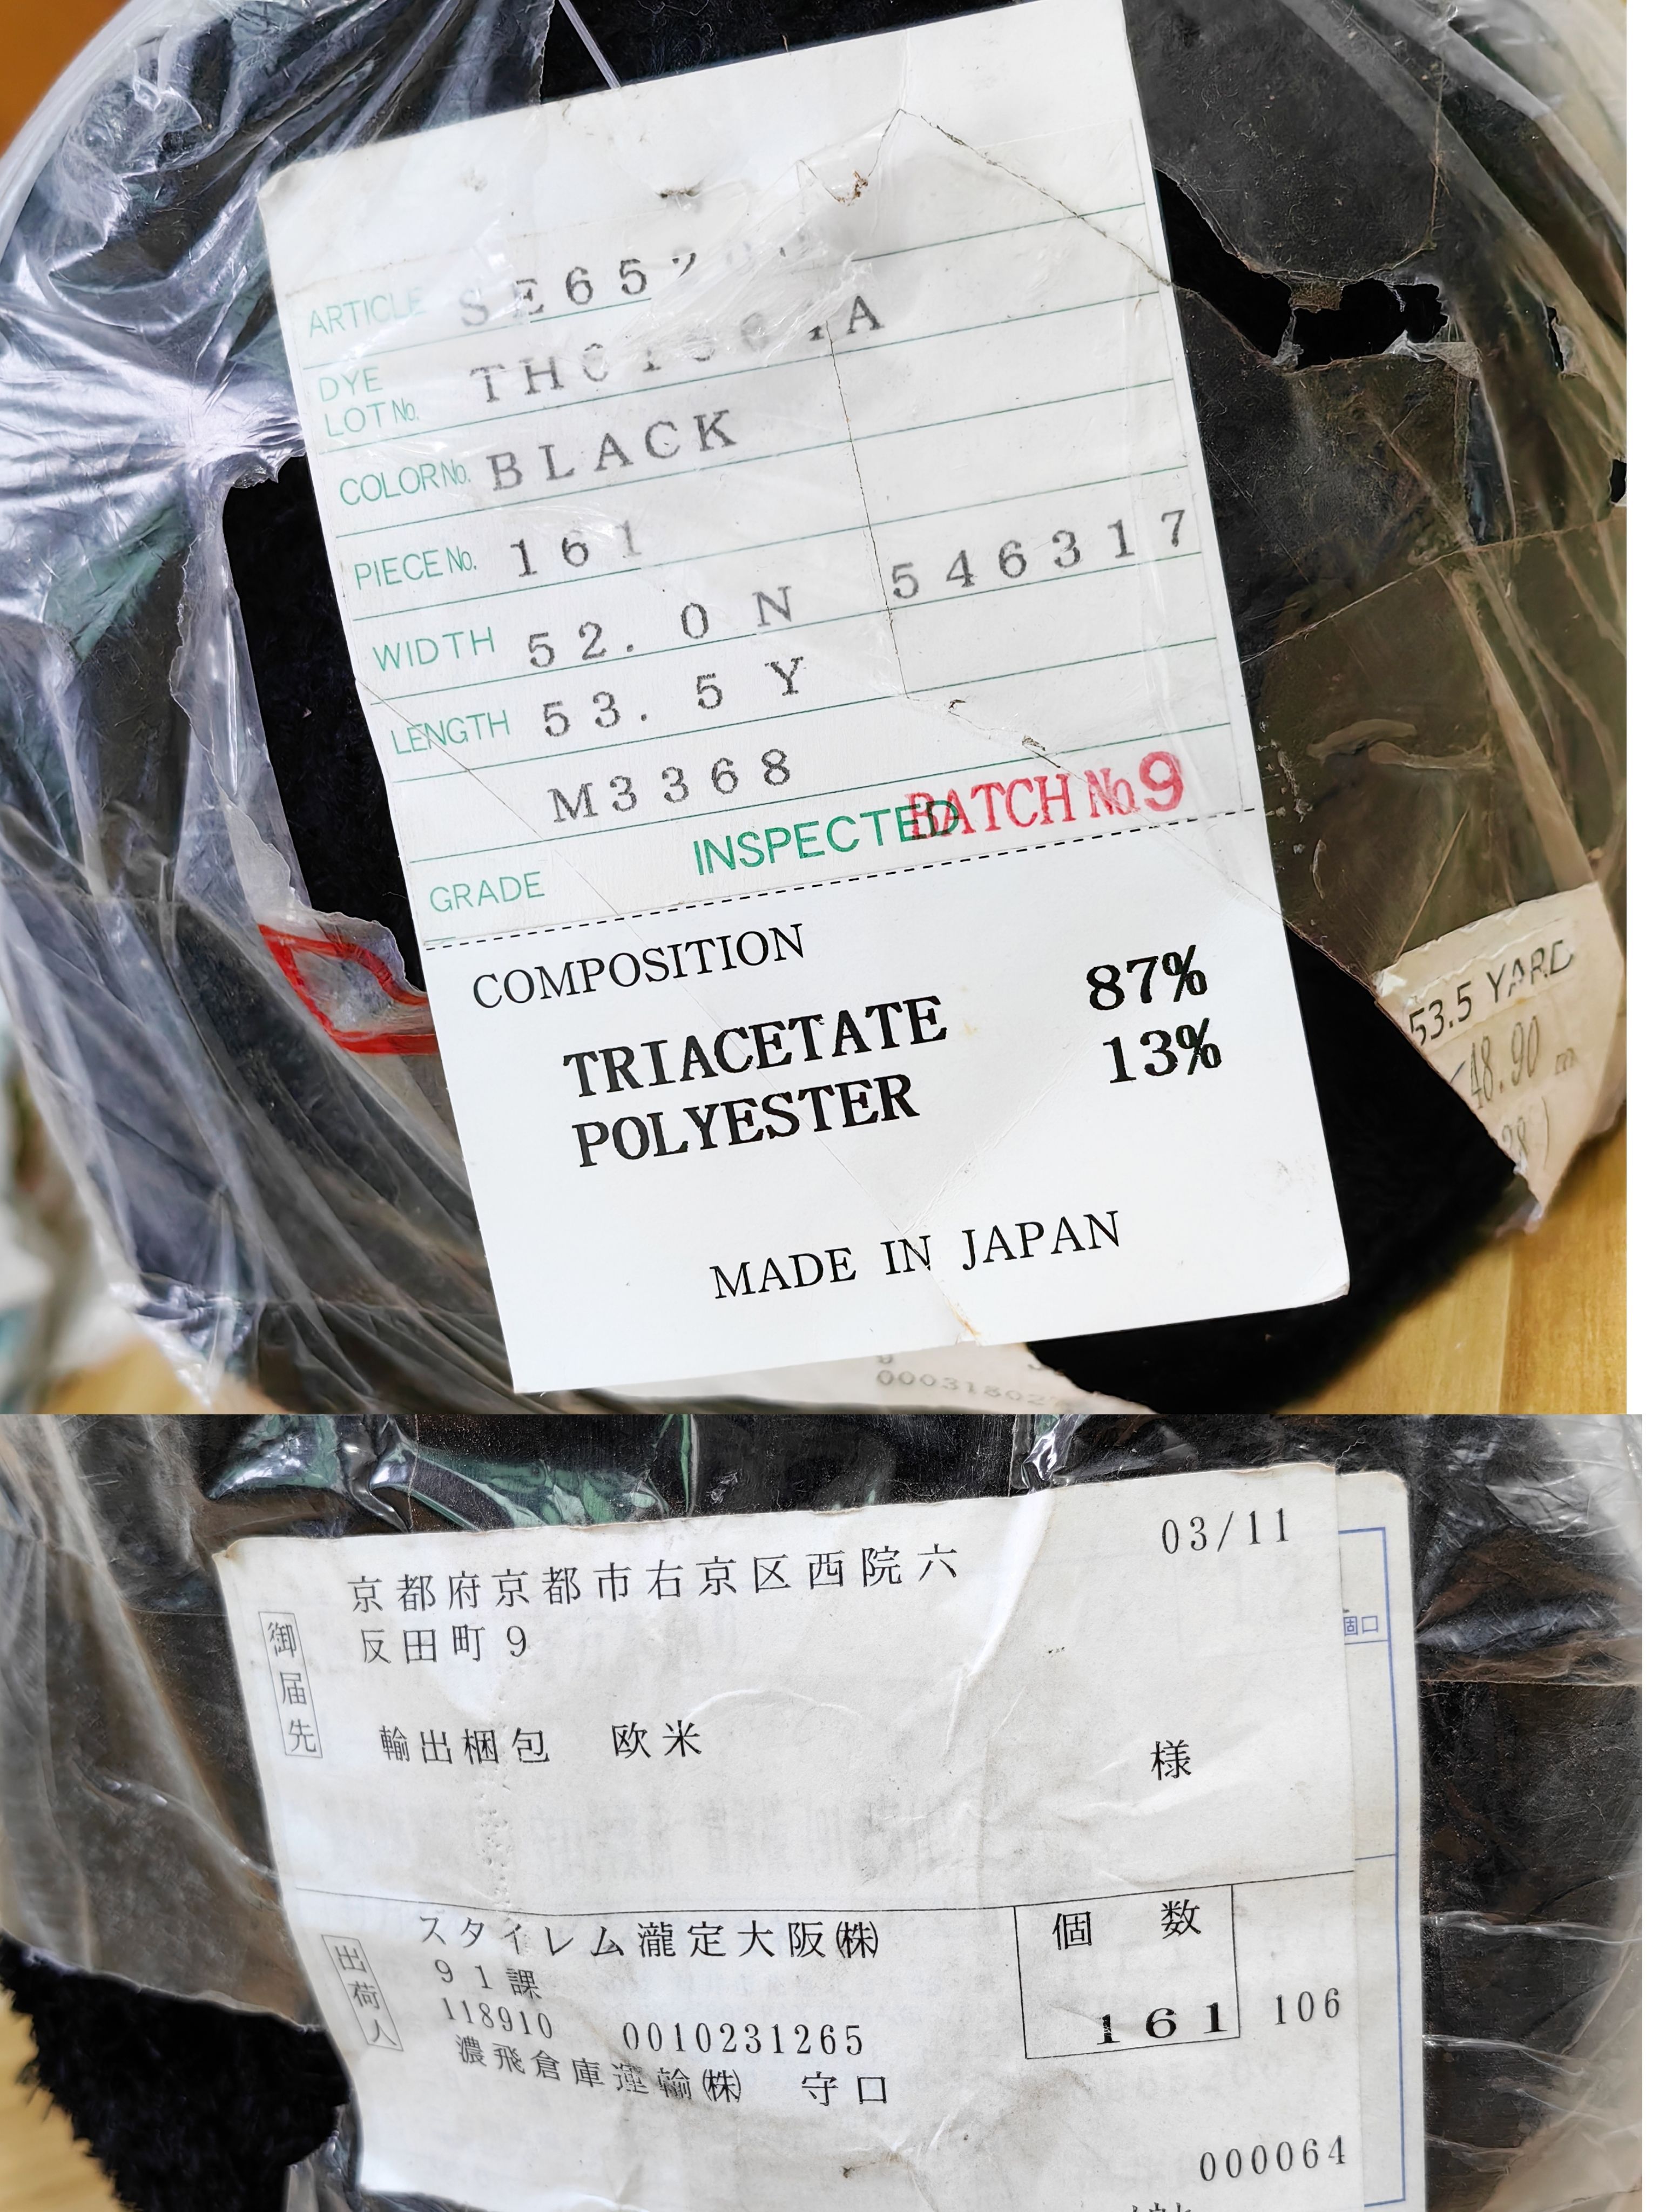 ARTICLE
DYE LOT No.
COLOR No. BLACK
PIECE No. 161
546317
WIDTH 52.0 N
LENGTH 53.5 Y
M3368
INSPECTED BATCH No. 9
GRADE
COMPOSITION
TRIACETATE 87%
POLYESTER 13%
MADE IN JAPAN
53.5 YARD
48.90
03/11
御届先
京都府京都市右京区西院六
反田町9
輸出梱包 欧米 様
出荷人
スタイレム瀧定大阪㈱
91課
118910 0010231265
濃飛倉庫運輸㈱ 守口
個数
161 106
000064
個口